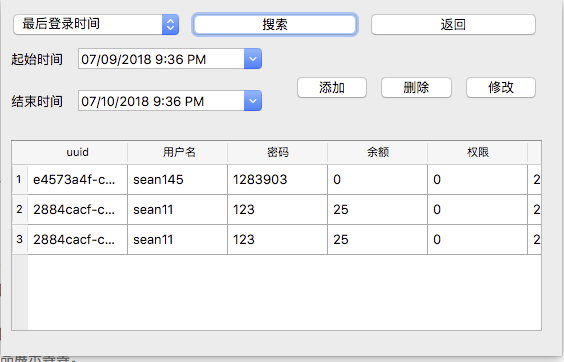 最后登录时间 搜索 返回
起始时间 07/09/2018 9:36 PM
添加 删除 修改
结束时间 07/10/2018 9:36 PM
uuid 用户名 密码 余额 权限
1 e4573a4f-c... sean145 1283903 0 0 2
2 2884cacf-c... sean11 123 25 0 2
3 2884cacf-c... sean11 123 25 0 2